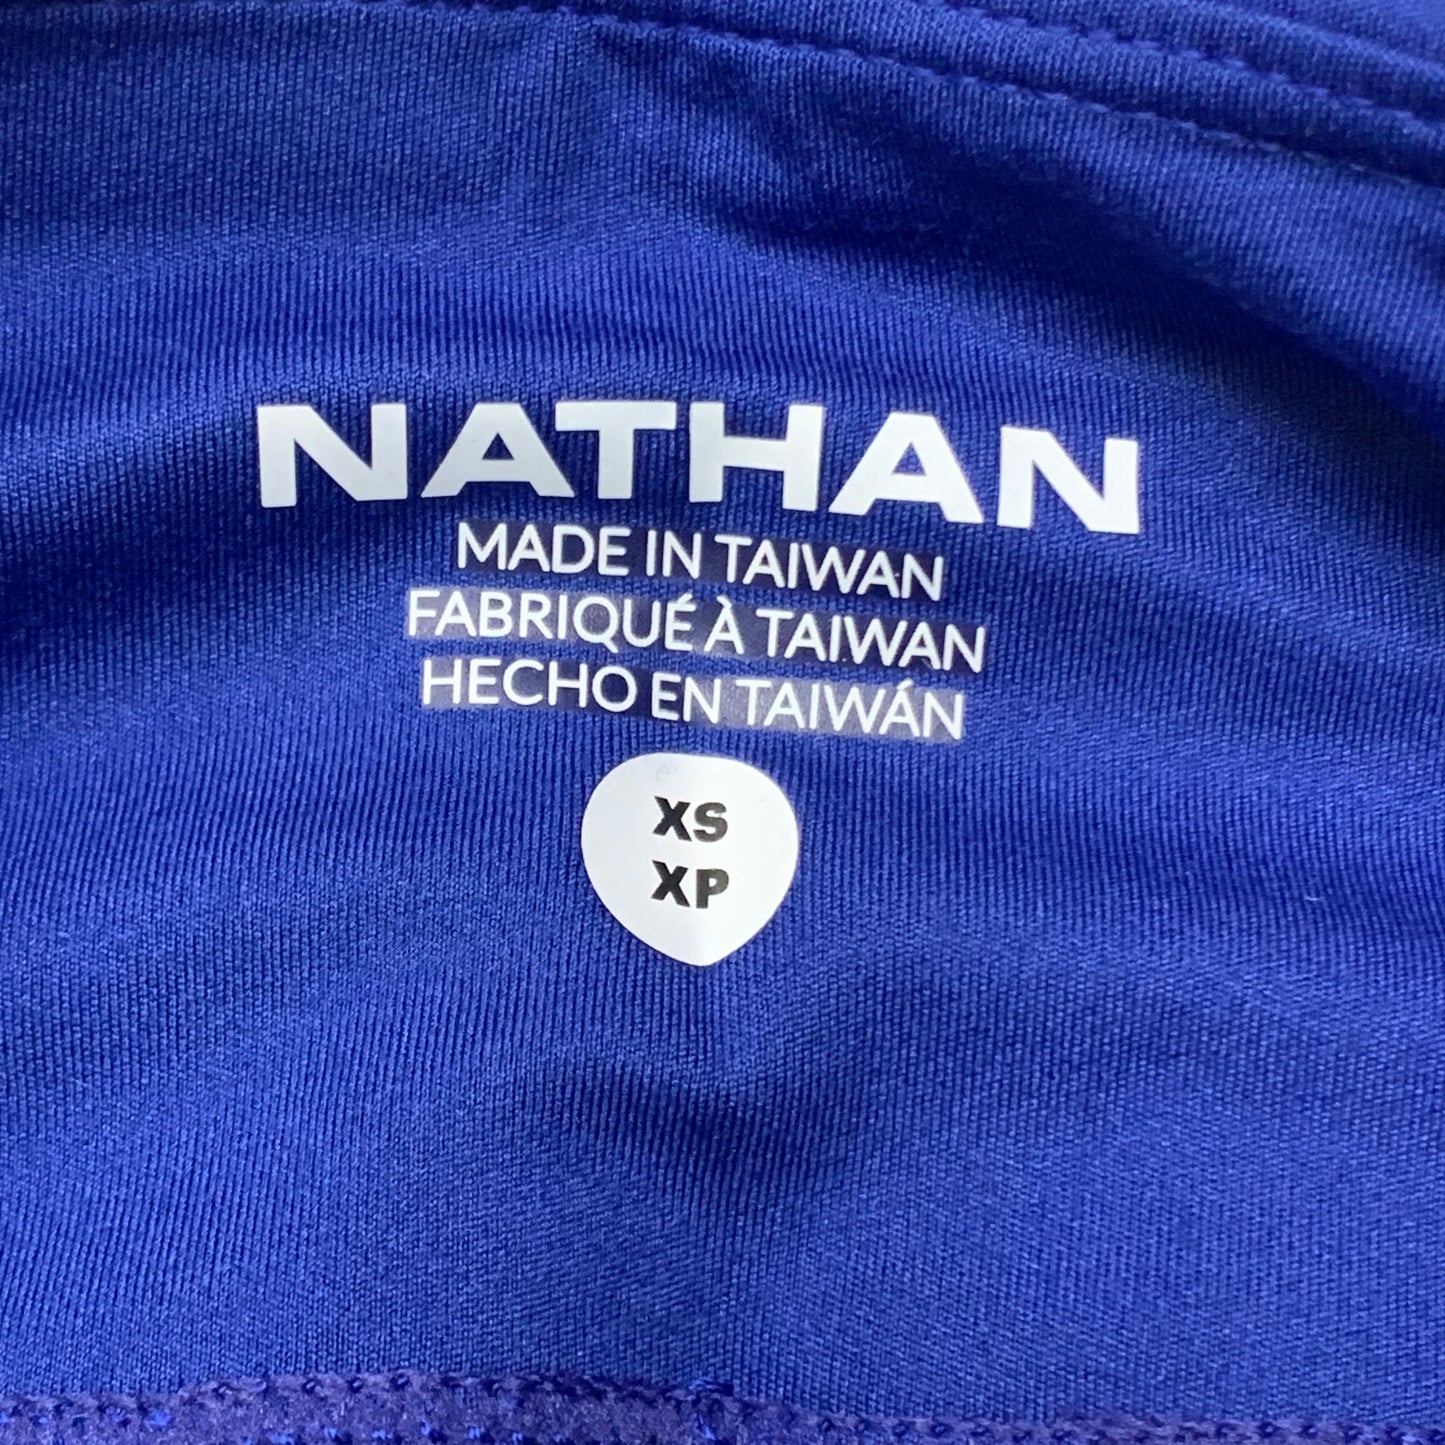 NATHAN
MADE IN TAIWAN
FABRIQUÉ À TAIWAN
HECHO EN TAIWÁN
XS
XP